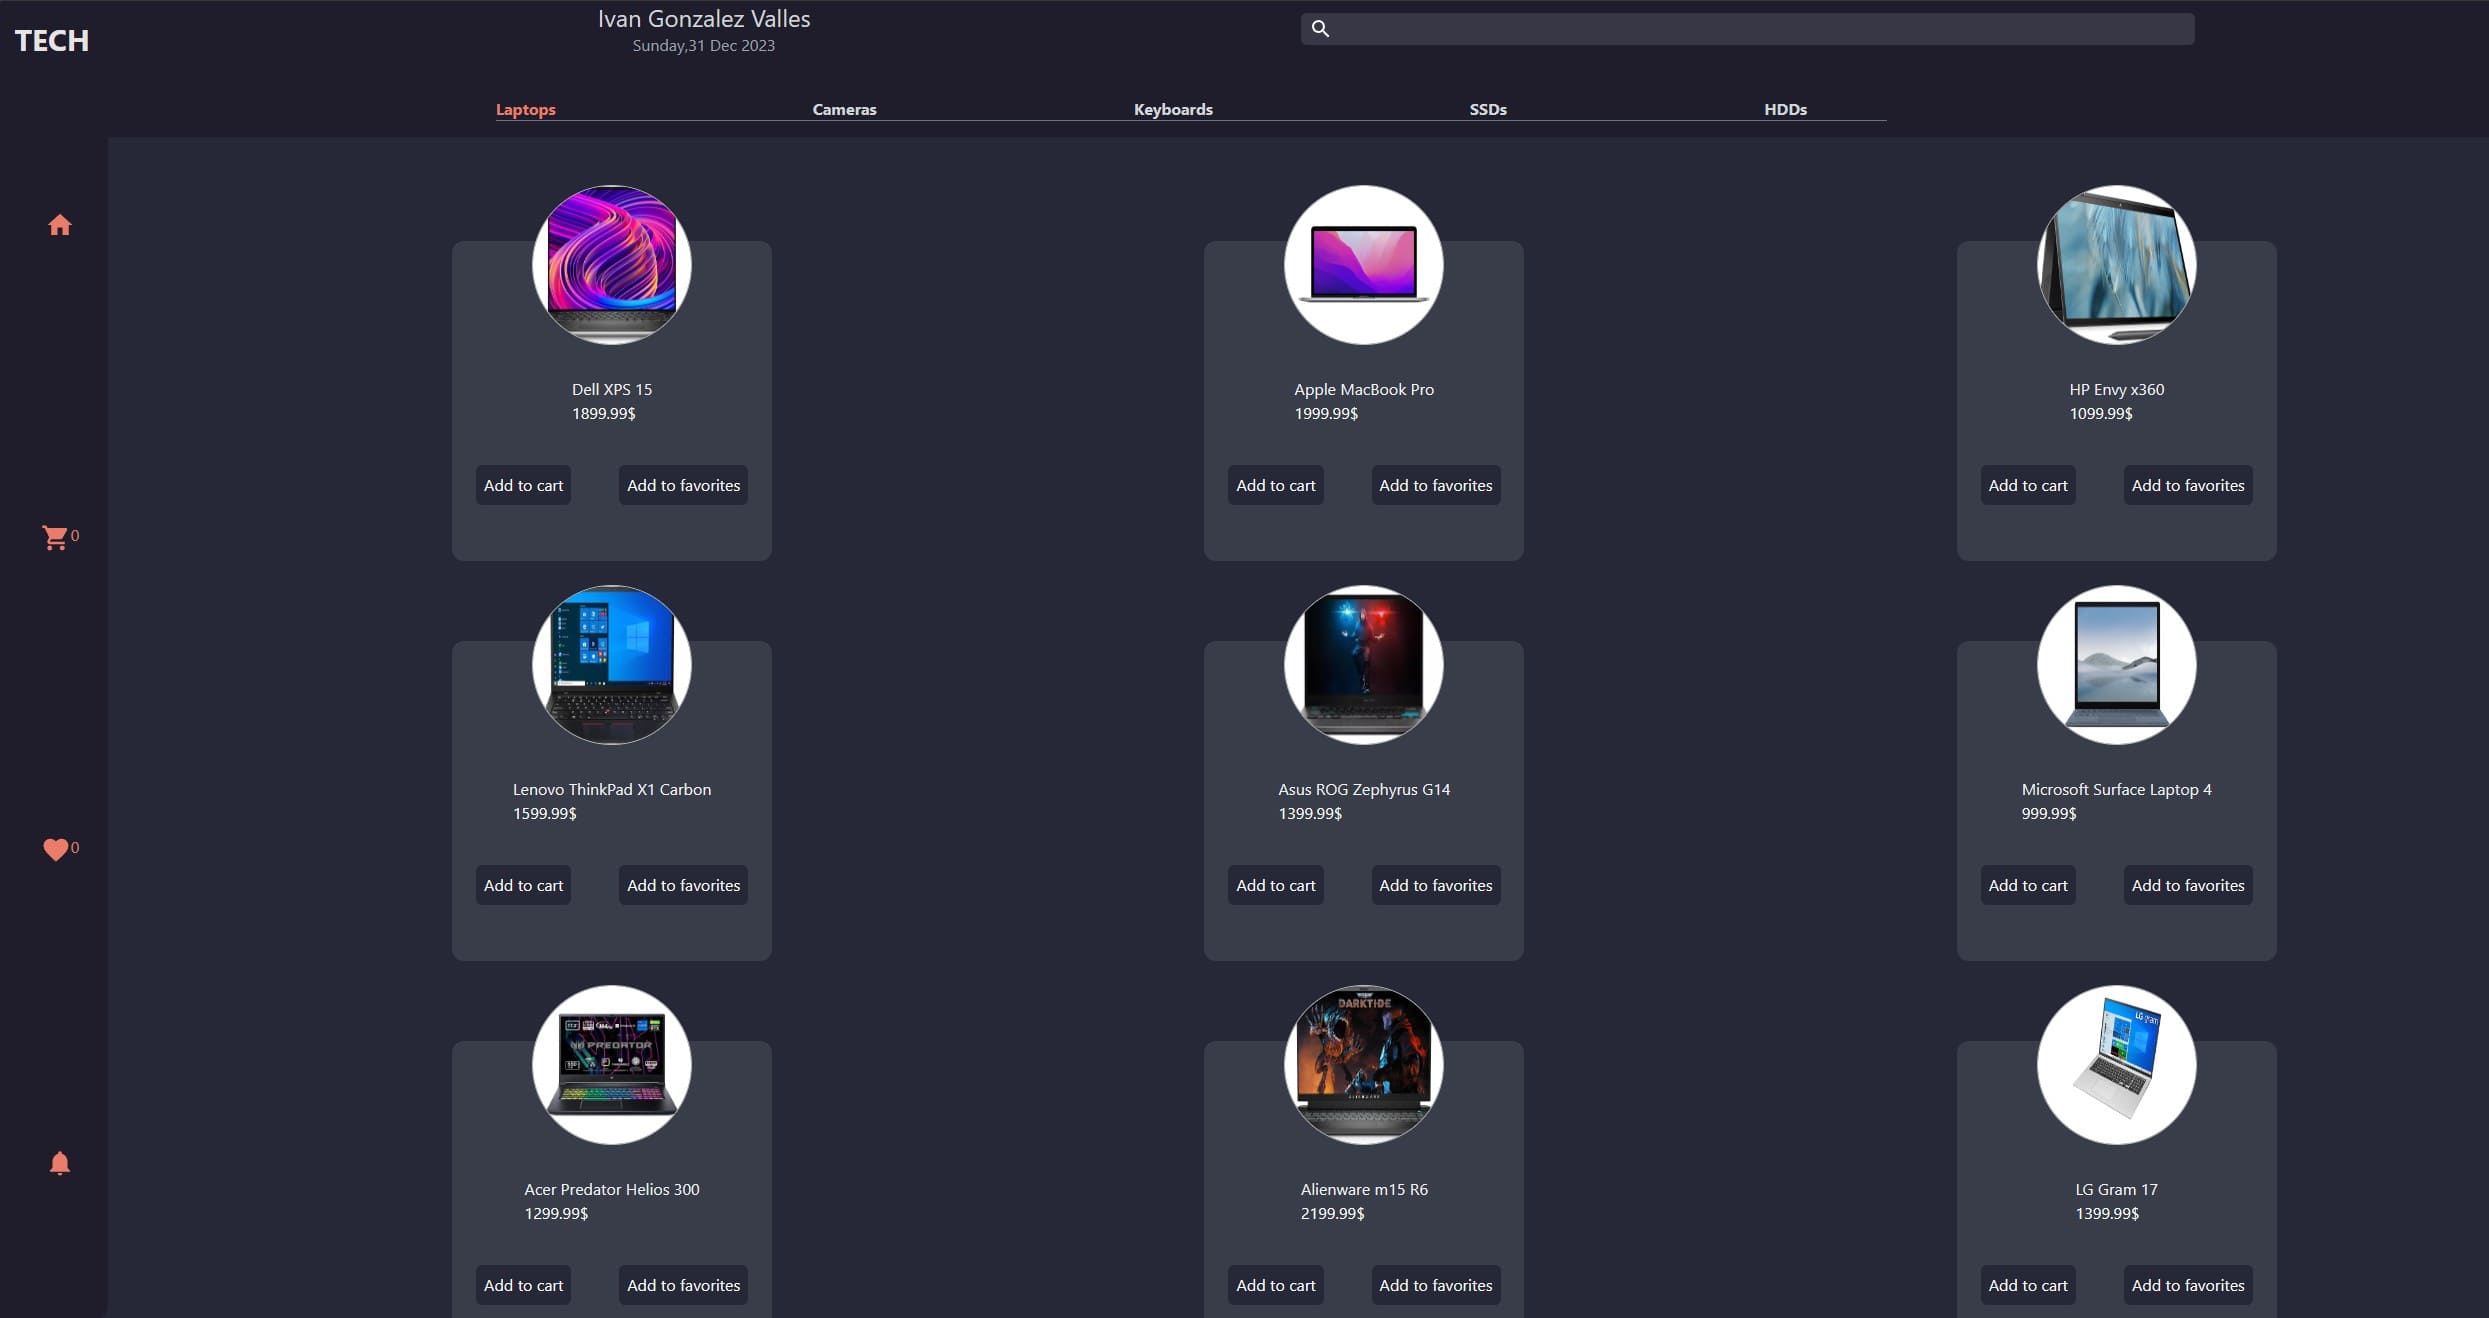 TECH
Ivan Gonzalez Valles
Sunday,31 Dec 2023
Laptops Cameras Keyboards SSDs HDDs
Dell XPS 15
1899.99$
Add to cart Add to favorites
Apple MacBook Pro
1999.99$
Add to cart Add to favorites
HP Envy x360
1099.99$
Add to cart Add to favorites
0
Lenovo ThinkPad X1 Carbon
1599.99$
Add to cart Add to favorites
Asus ROG Zephyrus G14
1399.99$
Add to cart Add to favorites
Microsoft Surface Laptop 4
999.99$
Add to cart Add to favorites
0
PREDATOR
Acer Predator Helios 300
1299.99$
Add to cart Add to favorites
DARKTIDE
ALIENWARE
Alienware m15 R6
2199.99$
Add to cart Add to favorites
LG gram
LG Gram 17
1399.99$
Add to cart Add to favorites